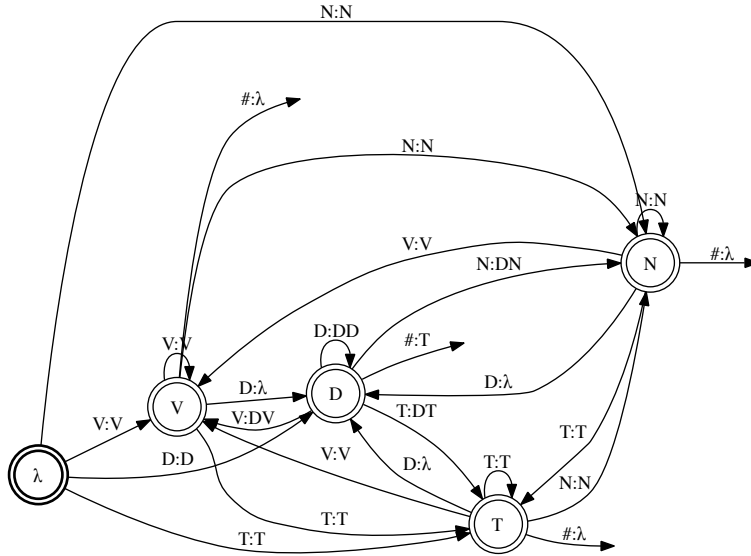 N:N
#:λ
N:N
N:N
V:V
N
#:λ
N:DN
D:DD
#:T
V:V
D:λ
D
D:λ
V
V:DV
T:DT
V:V
T:T
D:D
V:V
D:λ
T:T
λ
N:N
T:T
T:T
T
#:λ